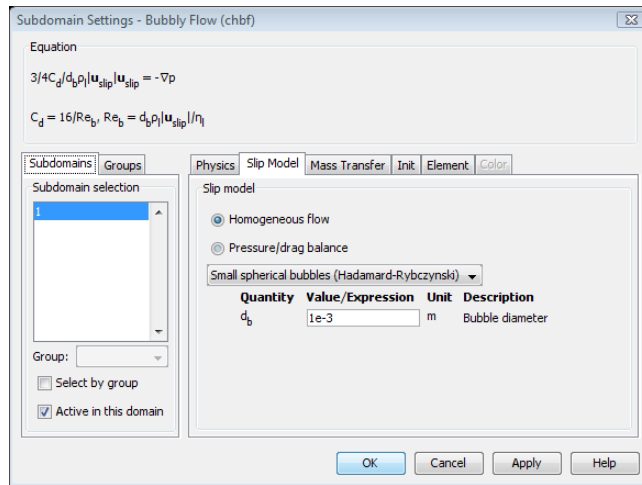 Subdomain Settings - Bubbly Flow (chbf)
Equation
3/4C_d/d_bρ_l|u_slip|u_slip = -∇p
C_d = 16/Re_b, Re_b = d_bρ_l|u_slip|/η_l
Subdomains Groups
Subdomain selection
1
Group:
Select by group
Active in this domain
Physics Slip Model Mass Transfer Init Element Color
Slip model
Homogeneous flow
Pressure/drag balance
Small spherical bubbles (Hadamard-Rybczynski)
Quantity Value/Expression Unit Description
d_b 1e-3 m Bubble diameter
OK Cancel Apply Help